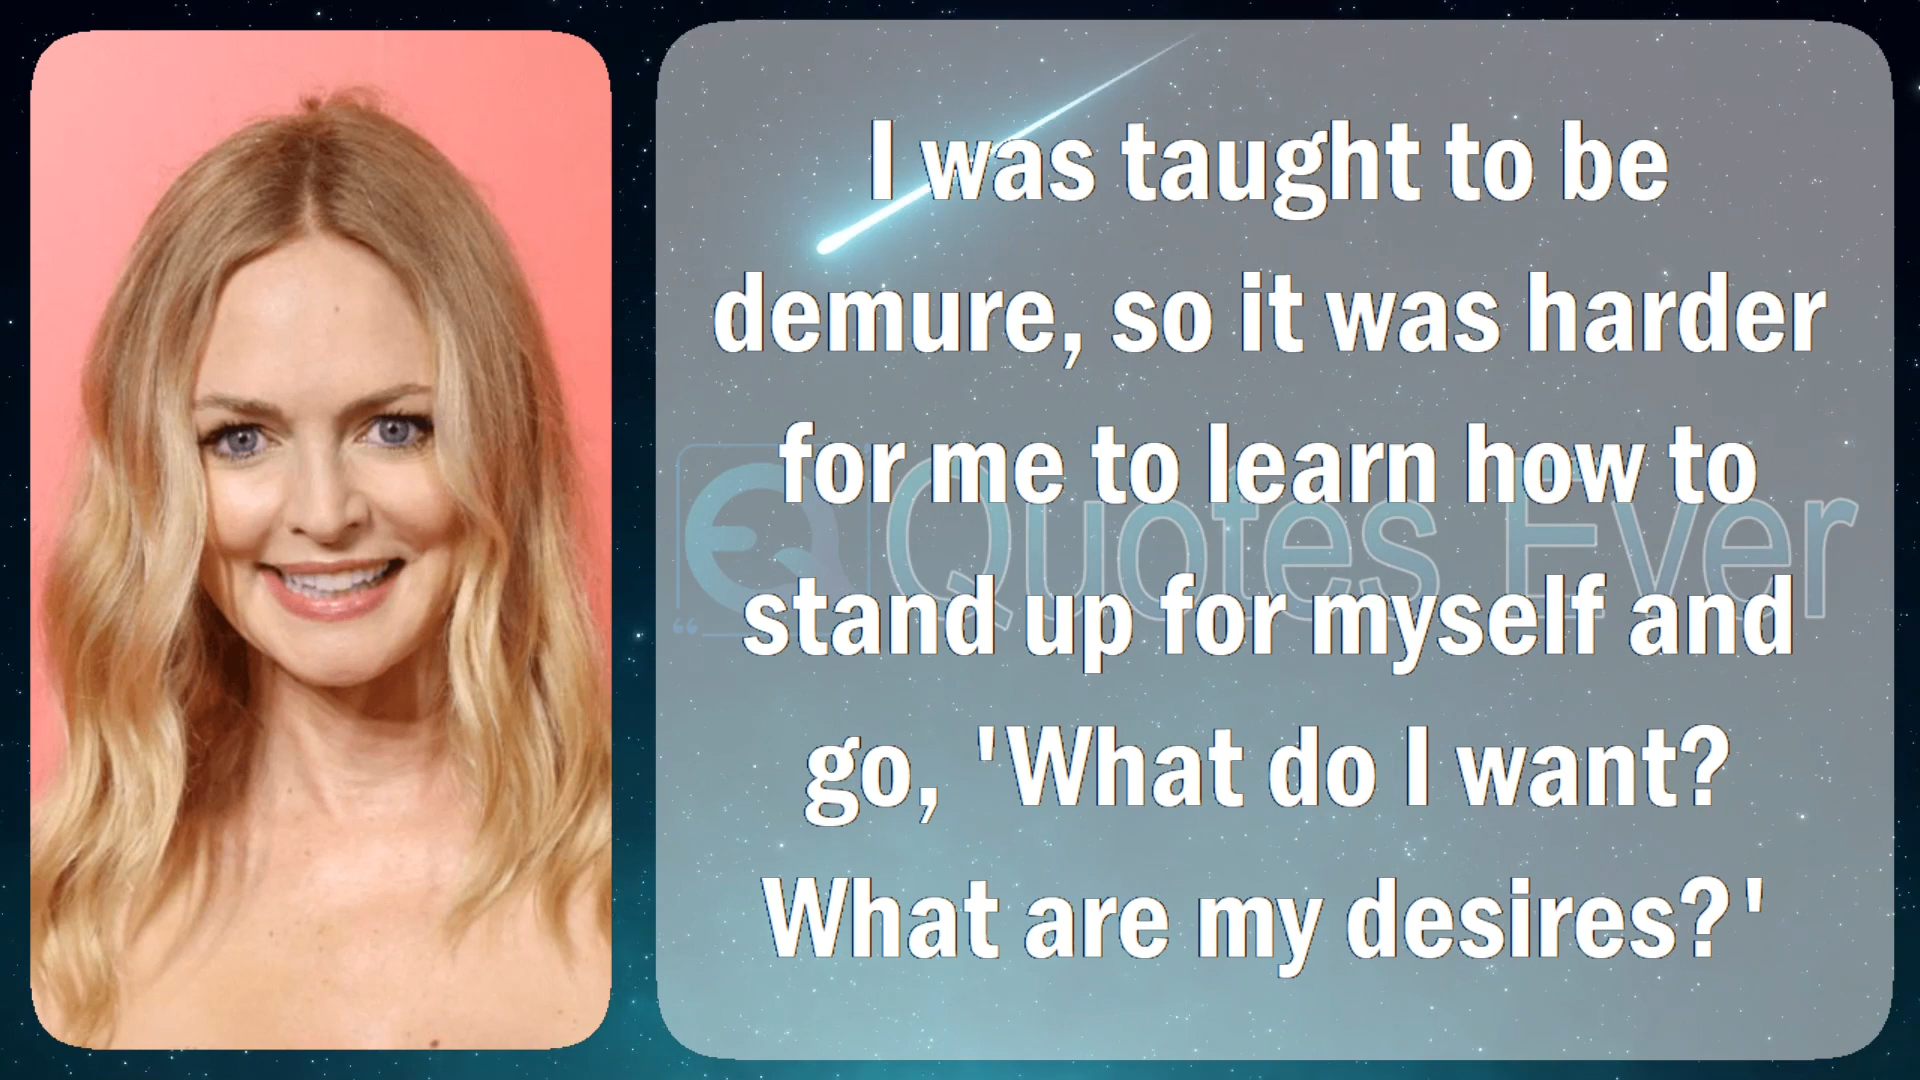 I was taught to be
demure, so it was harder
for me to learn how to
stand up for myself and
go, 'What do I want?
What are my desires?'
EQ Quotes Ever